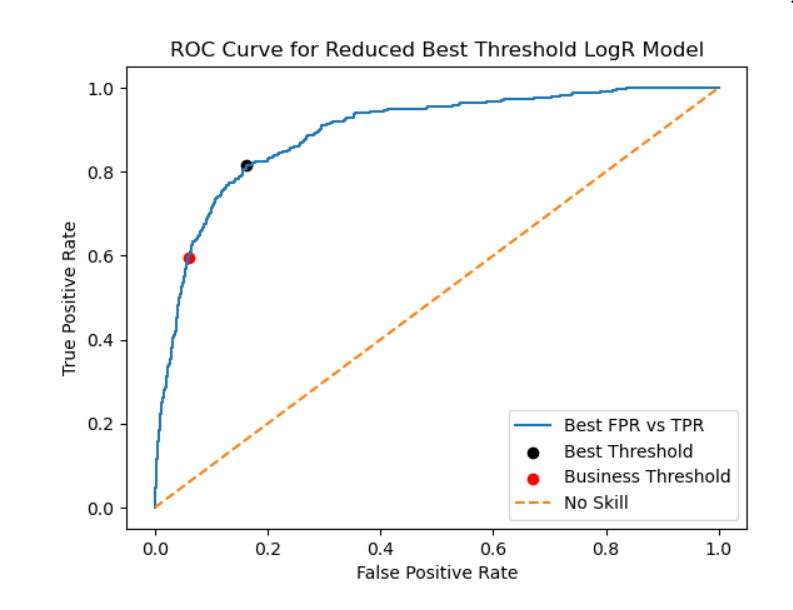 ROC Curve for Reduced Best Threshold LogR Model
True Positive Rate
1.0
0.8
0.6
0.4
0.2
0.0
Best FPR vs TPR
Best Threshold
Business Threshold
No Skill
0.0 0.2 0.4 0.6 0.8 1.0
False Positive Rate